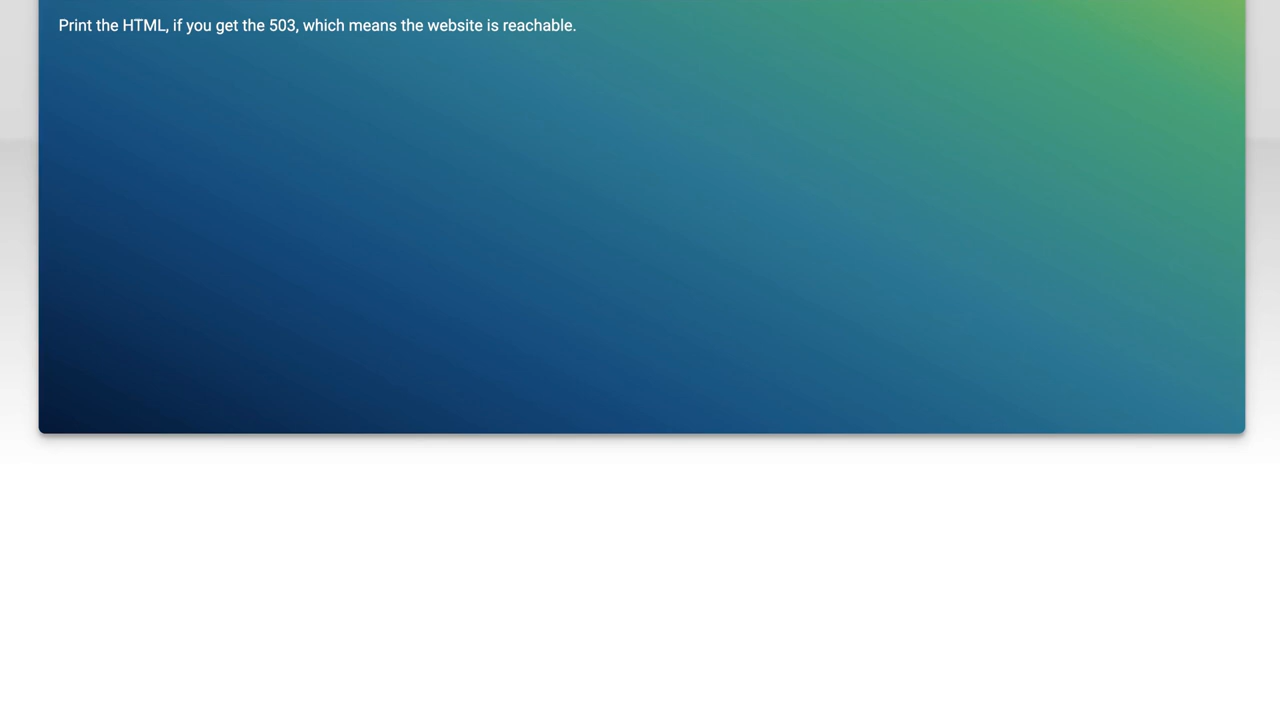 Print the HTML, if you get the 503, which means the website is reachable.